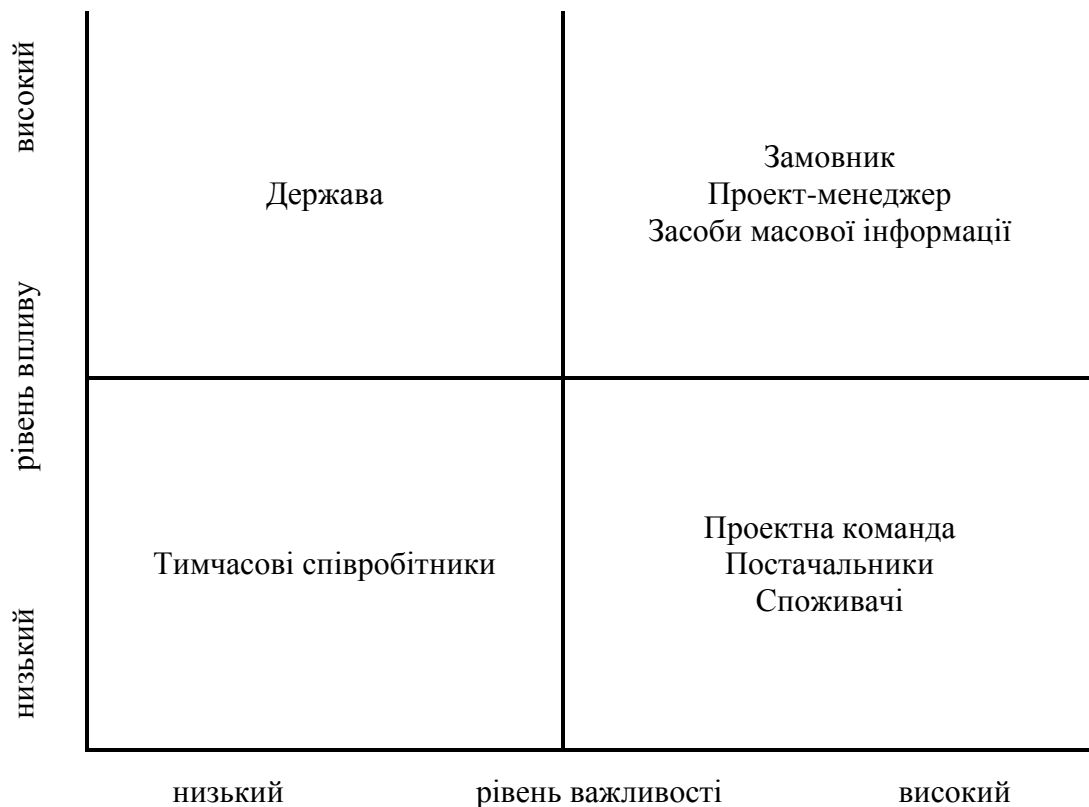 високий
Держава
Замовник
Проект-менеджер
Засоби масової інформації
рівень впливу
Тимчасові співробітники
Проектна команда
Постачальники
Споживачі
низький
низький
рівень важливості
високий